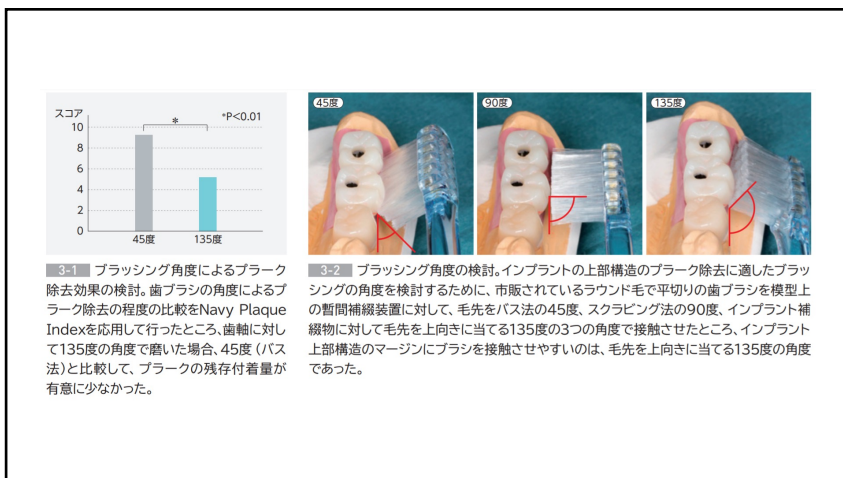 スコア
*P<0.01
*
10
8
6
4
2
0
45度
135度
3-1 ブラッシング角度によるプラーク
除去効果の検討。歯ブラシの角度によるプ
ラーク除去の程度の比較をNavy Plaque
Indexを応用して行ったところ、歯軸に対し
て135度の角度で磨いた場合、45度(バス
法)と比較して、プラークの残存付着量が
有意に少なかった。
45度
90度
135度
3-2 ブラッシング角度の検討。インプラントの上部構造のプラーク除去に適したブラッ
シングの角度を検討するために、市販されているラウンド毛で平切りの歯ブラシを模型上
の暫間補綴装置に対して、毛先をバス法の45度、スクラビング法の90度、インプラント補
綴物に対して毛先を上向きに当てる135度の3つの角度で接触させたところ、インプラント
上部構造のマージンにブラシを接触させやすいのは、毛先を上向きに当てる135度の角度
であった。